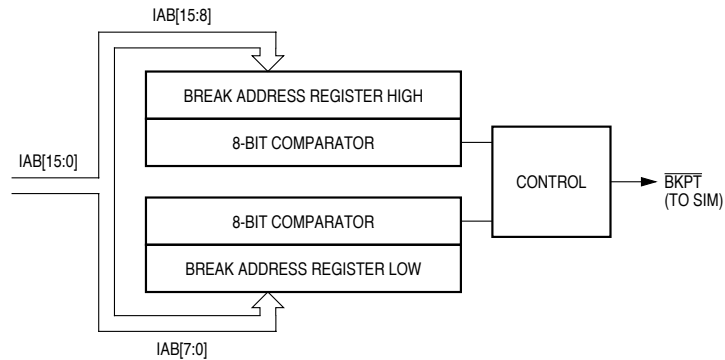 IAB[15:8]
BREAK ADDRESS REGISTER HIGH
8-BIT COMPARATOR
IAB[15:0]
CONTROL
BKPT
(TO SIM)
8-BIT COMPARATOR
BREAK ADDRESS REGISTER LOW
IAB[7:0]